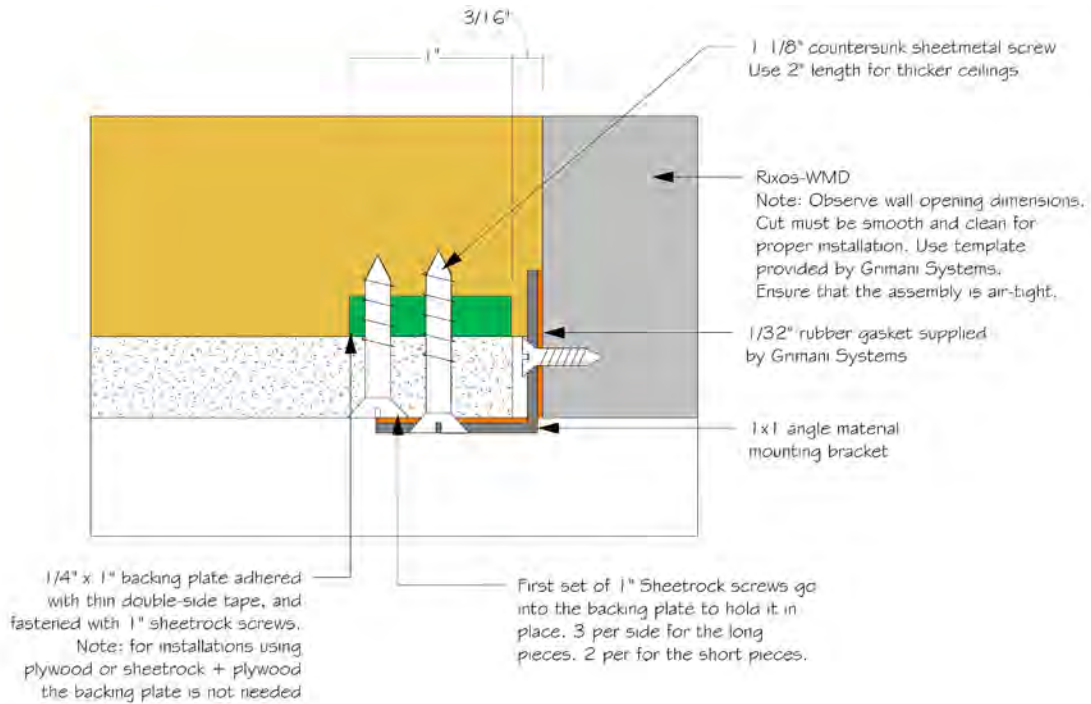 3/16"
1"
1 1/8" countersunk sheetmetal screw
Use 2" length for thicker ceilings
Rixos-WMD
Note: Observe wall opening dimensions.
Cut must be smooth and clean for
proper installation. Use template
provided by Grimani Systems.
Ensure that the assembly is air-tight.
1/32" rubber gasket supplied
by Grimani Systems
1x1 angle material
mounting bracket
1/4" x 1" backing plate adhered
with thin double-side tape, and
fastened with 1" sheetrock screws.
Note: for installations using
plywood or sheetrock + plywood
the backing plate is not needed
First set of 1" Sheetrock screws go
into the backing plate to hold it in
place. 3 per side for the long
pieces. 2 per for the short pieces.